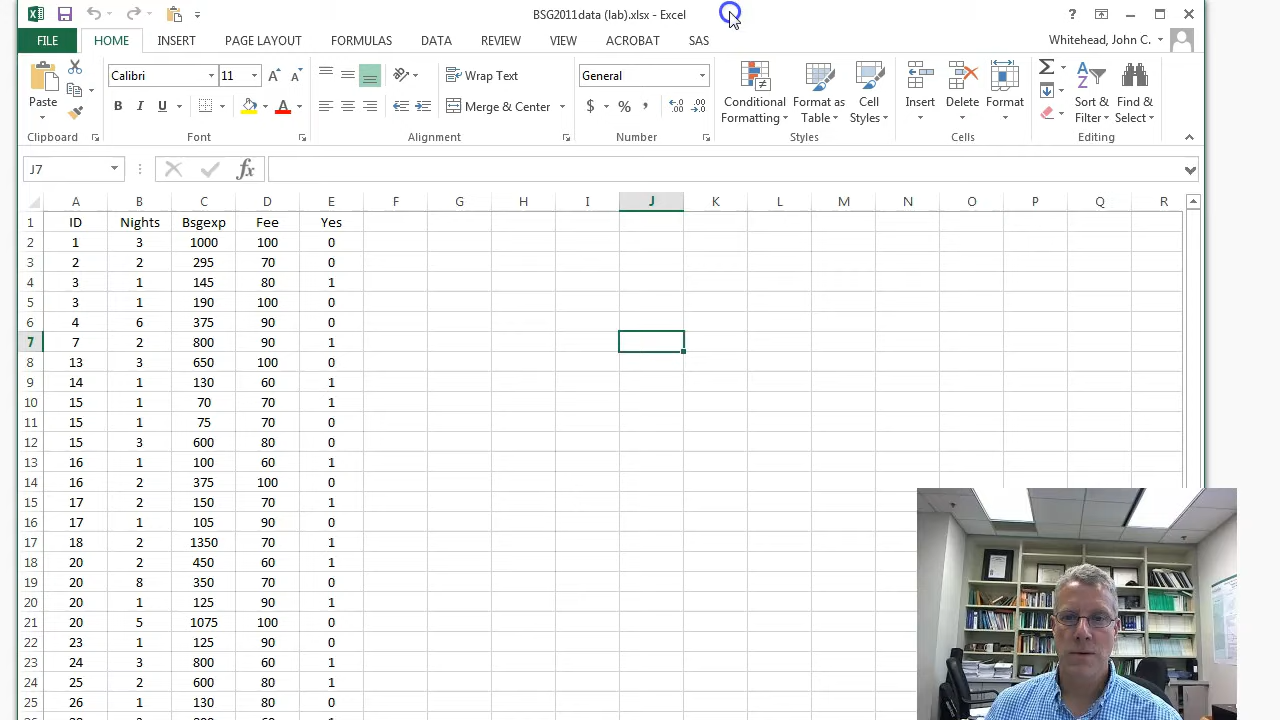 BSG2011data (lab).xlsx - Excel
FILE HOME INSERT PAGE LAYOUT FORMULAS DATA REVIEW VIEW ACROBAT SAS Whitehead, John C.
Calibri 11 Wrap Text General
Paste B I U Merge & Center $ % , Conditional Formatting Format as Table Cell Styles Insert Delete Format Sort & Filter Find & Select
Clipboard Font Alignment Number Styles Cells Editing
J7 fx
A B C D E F G H I J K L M N O P Q R
1 ID Nights Bsgexp Fee Yes
2 1 3 1000 100 0
3 2 2 295 70 0
4 3 1 145 80 1
5 3 1 190 100 0
6 4 6 375 90 0
7 7 2 800 90 1
8 13 3 650 100 0
9 14 1 130 60 1
10 15 1 70 70 1
11 15 1 75 70 0
12 15 3 600 80 0
13 16 1 100 60 1
14 16 2 375 100 0
15 17 2 150 70 1
16 17 1 105 90 0
17 18 2 1350 70 1
18 20 2 450 60 1
19 20 8 350 70 0
20 20 1 125 90 1
21 20 5 1075 100 0
22 23 1 125 90 0
23 24 3 800 60 1
24 25 2 600 80 1
25 26 1 130 80 0